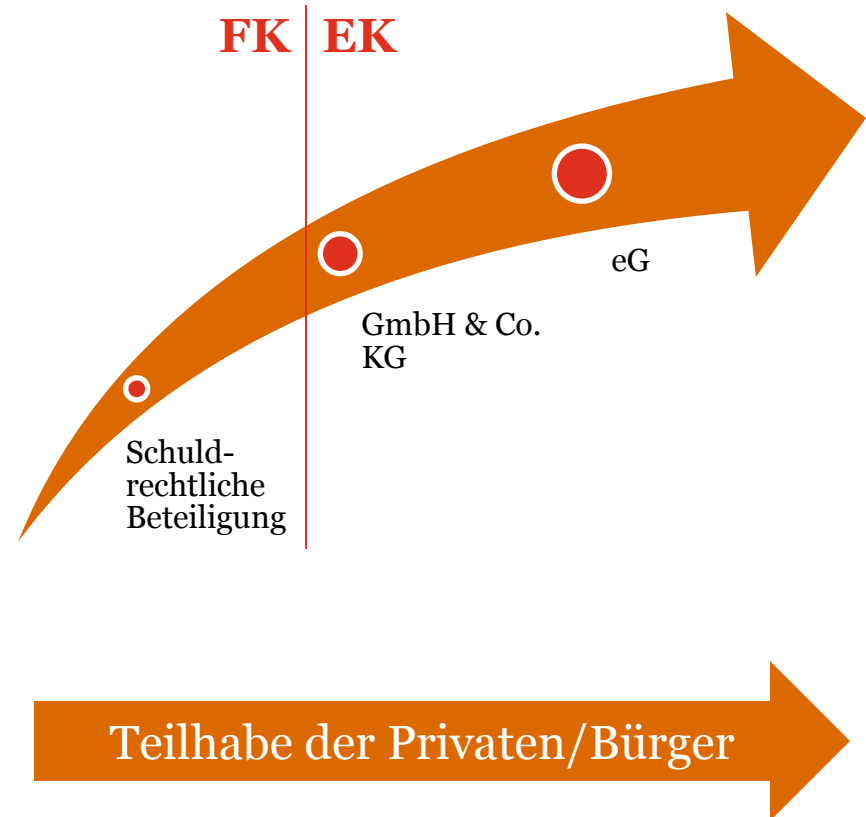 FK EK
eG
GmbH & Co.
KG
Schuld-
rechtliche
Beteiligung
Teilhabe der Privaten/Bürger